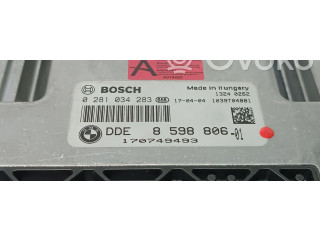 A
BOSCH
Made in Hungary
1324 0262
0 281 034 283 17-04-04 1039T04881
DDE 8 598 806-01
170749493